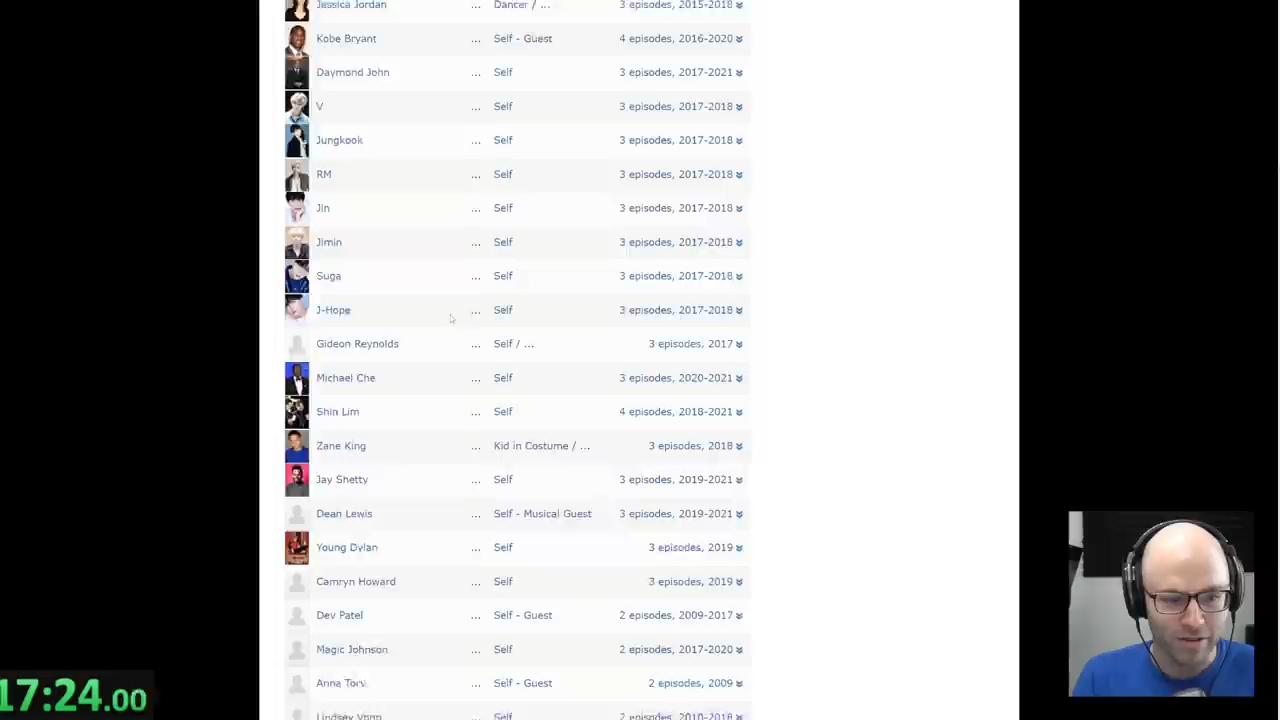 Jessica Jordan ... Dancer / ... 3 episodes, 2015-2018
Kobe Bryant ... Self - Guest 4 episodes, 2016-2020
Daymond John ... Self 3 episodes, 2017-2021
V ... Self 3 episodes, 2017-2018
Jungkook ... Self 3 episodes, 2017-2018
RM ... Self 3 episodes, 2017-2018
Jin ... Self 3 episodes, 2017-2018
Jimin ... Self 3 episodes, 2017-2018
Suga ... Self 3 episodes, 2017-2018
J-Hope ... Self 3 episodes, 2017-2018
Gideon Reynolds ... Self / ... 3 episodes, 2017
Michael Che ... Self 3 episodes, 2020-2021
Shin Lim ... Self 4 episodes, 2018-2021
Zane King ... Kid in Costume / ... 3 episodes, 2018
Jay Shetty ... Self 3 episodes, 2019-2021
Dean Lewis ... Self - Musical Guest 3 episodes, 2019-2021
Young Dylan ... Self 3 episodes, 2019
Camryn Howard ... Self 3 episodes, 2019
Dev Patel ... Self - Guest 2 episodes, 2009-2017
Magic Johnson ... Self 2 episodes, 2017-2020
Anna Torv ... Self - Guest 2 episodes, 2009
Lindsey Vonn ... Self 2 episodes, 2010-2018
17:24.00